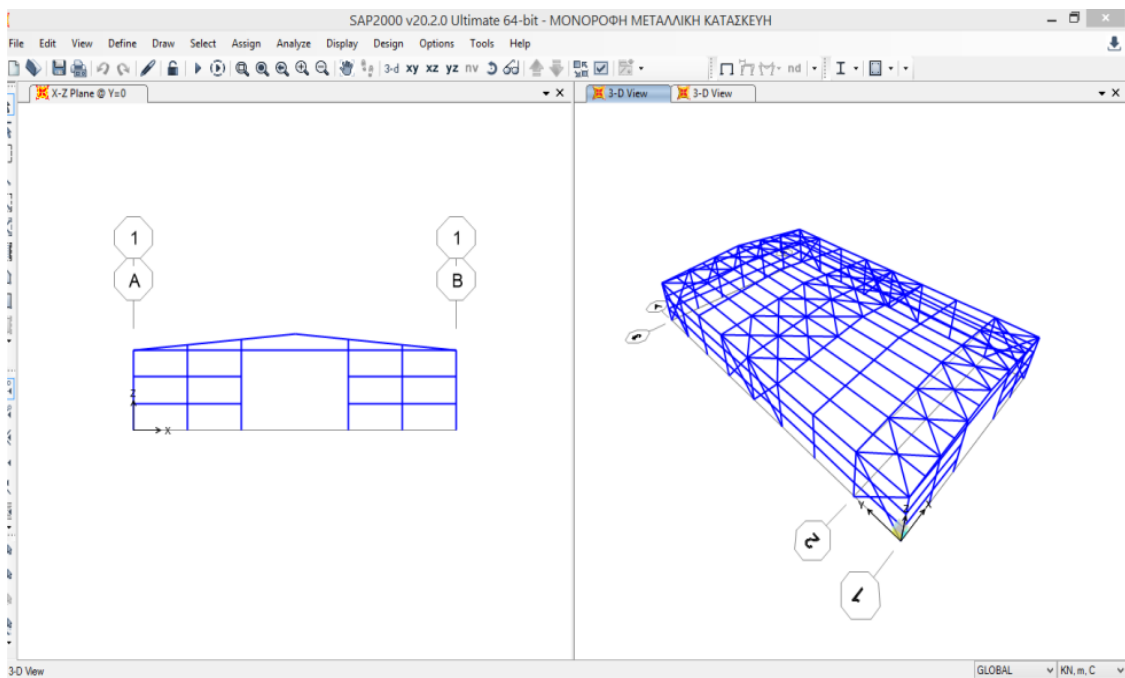 SAP2000 v20.2.0 Ultimate 64-bit - ΜΟΝΟΡΟΦΗ ΜΕΤΑΛΛΙΚΗ ΚΑΤΑΣΚΕΥΗ
File Edit View Define Draw Select Assign Analyze Display Design Options Tools Help
3-d xy xz yz nv nd
X-Z Plane @ Y=0
3-D View 3-D View
1 1
A B
Z
X
Y Z X
2
1
3-D View GLOBAL KN, m, C